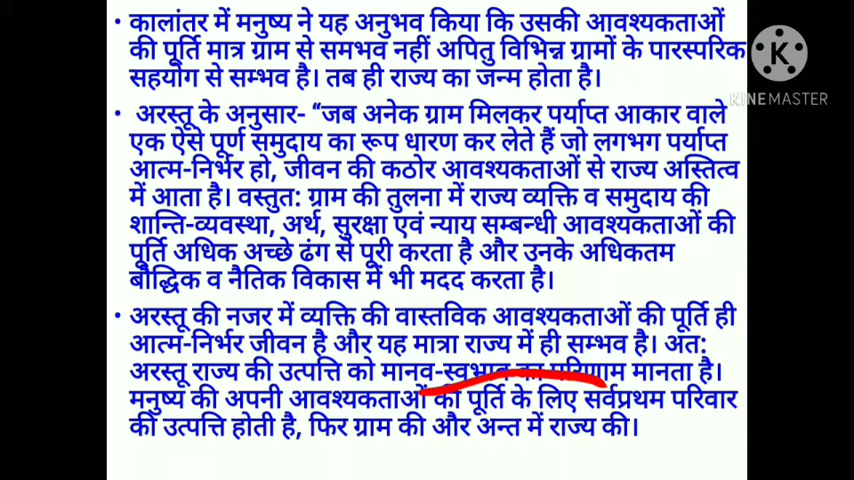 • कालांतर में मनुष्य ने यह अनुभव किया कि उसकी आवश्यकताओं
की पूर्ति मात्र ग्राम से समभव नहीं अपितु विभिन्न ग्रामों के पारस्परिक
सहयोग से सम्भव है। तब ही राज्य का जन्म होता है।
• अरस्तू के अनुसार- “जब अनेक ग्राम मिलकर पर्याप्त आकार वाले
एक ऐसे पूर्ण समुदाय का रूप धारण कर लेते हैं जो लगभग पर्याप्त
आत्म-निर्भर हो, जीवन की कठोर आवश्यकताओं से राज्य अस्तित्व
में आता है। वस्तुत: ग्राम की तुलना में राज्य व्यक्ति व समुदाय की
शान्ति-व्यवस्था, अर्थ, सुरक्षा एवं न्याय सम्बन्धी आवश्यकताओं की
पूर्ति अधिक अच्छे ढंग से पूरी करता है और उनके अधिकतम
बौद्धिक व नैतिक विकास में भी मदद करता है।
• अरस्तू की नजर में व्यक्ति की वास्तविक आवश्यकताओं की पूर्ति ही
आत्म-निर्भर जीवन है और यह मात्रा राज्य में ही सम्भव है। अत:
अरस्तू राज्य की उत्पत्ति को मानव-स्वभाव का परिणाम मानता है।
मनुष्य की अपनी आवश्यकताओं की पूर्ति के लिए सर्वप्रथम परिवार
की उत्पत्ति होती है, फिर ग्राम की और अन्त में राज्य की।
K
KINEMASTER